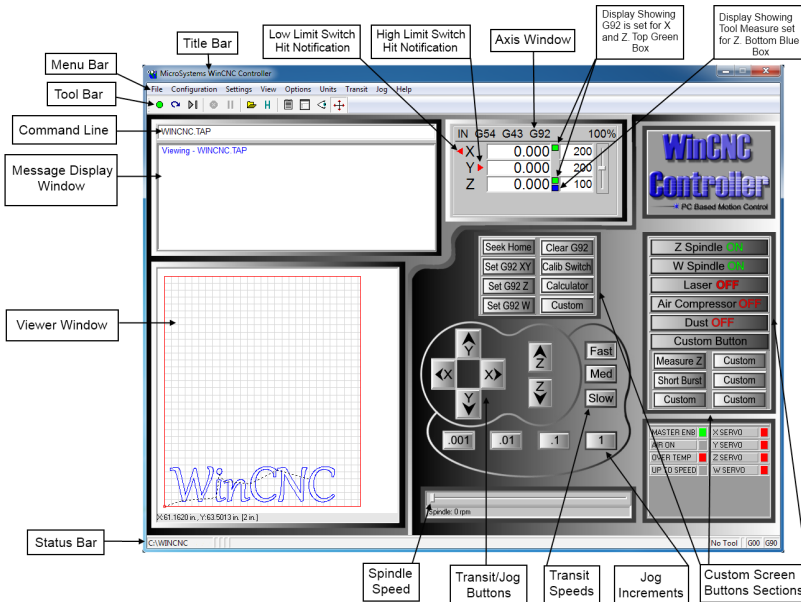 Title Bar
Low Limit Switch
Hit Notification
High Limit Switch
Hit Notification
Axis Window
Display Showing
G92 is set for X
and Z. Top Green
Box
Display Showing
Tool Measure set
for Z. Bottom Blue
Box
Menu Bar
Tool Bar
Command Line
Message Display
Window
Viewer Window
Status Bar
MicroSystems WinCNC Controller
File Configuration Settings View Options Units Transit Jog Help
H
WINCNC.TAP
Viewing - WINCNC.TAP
IN G54 G43 G92 100%
X 0.000 200
Y 0.000 200
Z 0.000 100
WinCNC
Controller
PC Based Motion Control
Seek Home Clear G92
Set G92 XY Calib Switch
Set G92 Z Calculator
Set G92 W Custom
Z Spindle ON
W Spindle ON
Laser OFF
Air Compressor OFF
Dust OFF
Custom Button
Measure Z Custom
Short Burst Custom
Custom Custom
Y
X X
Y
Z
Z
Fast
Med
Slow
.001 .01 .1 1
MASTER ENB X SERVO
AIR ON Y SERVO
OVER TEMP Z SERVO
UP TO SPEED W SERVO
WinCNC
X:61.1620 in., Y:63.5013 in. [2 in.]
Spindle: 0 rpm
C:\WINCNC
No Tool G00 G90
Spindle
Speed
Transit/Jog
Buttons
Transit
Speeds
Jog
Increments
Custom Screen
Buttons Sections